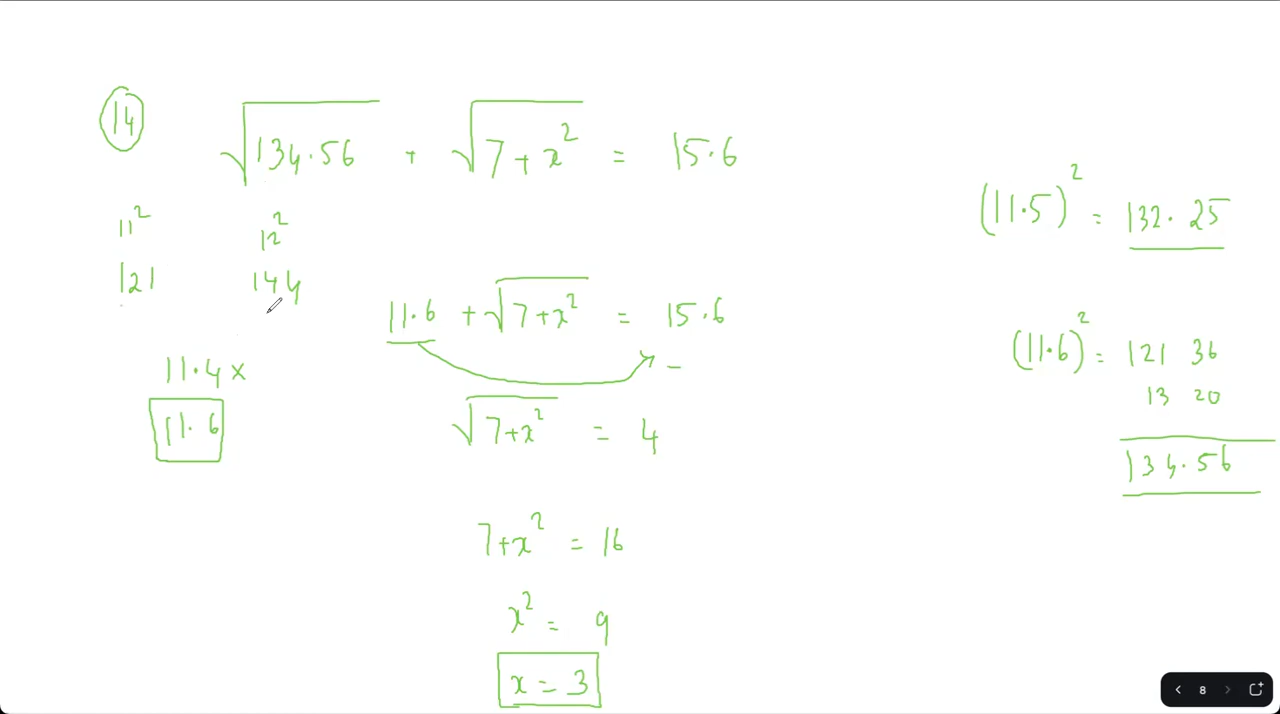 14
√134.56 + √7+x² = 15.6
11² 12²
121 144
11.4 x
11.6
11.6 + √7+x² = 15.6
-
√7+x² = 4
7+x² = 16
x² = 9
x = 3
(11.5)² = 132.25
(11.6)² = 121 36
13 20
134.56
8